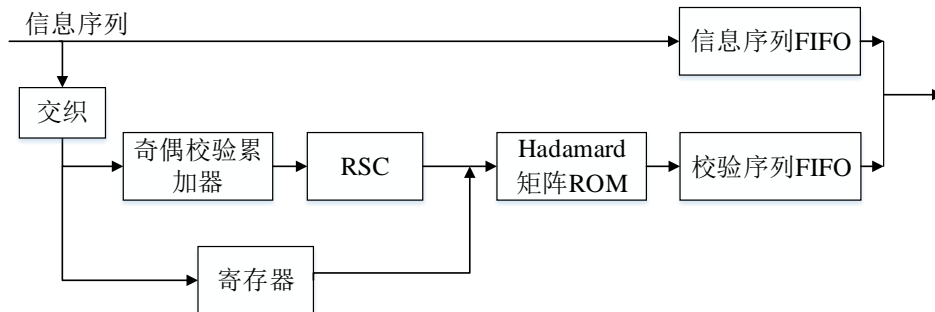 信息序列
信息序列FIFO
交织
奇偶校验累
加器
RSC
Hadamard
矩阵ROM
校验序列FIFO
寄存器